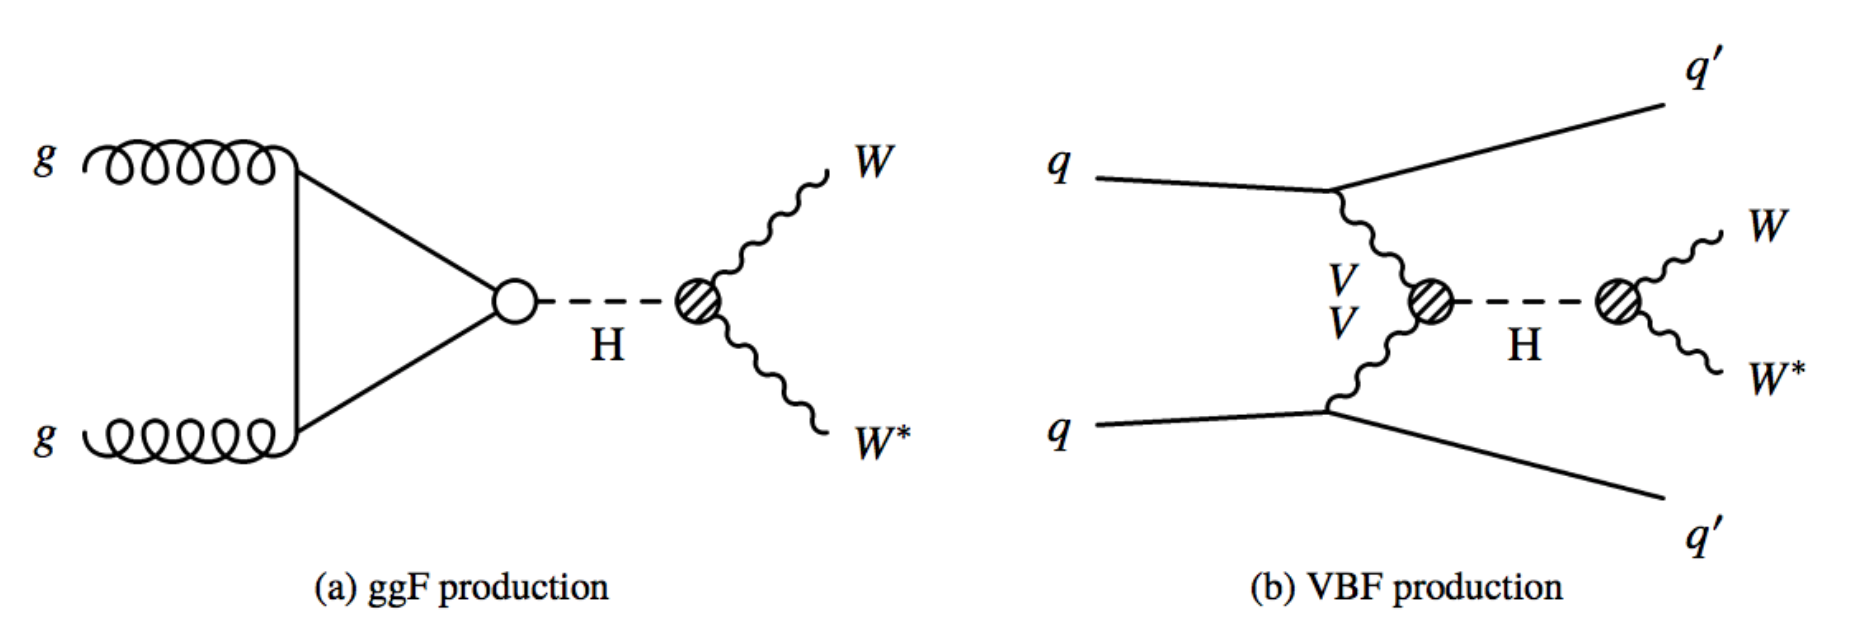 g
W
H
g
W*
(a) ggF production
q′
q
W
V
V
H
W*
q
q′
(b) VBF production